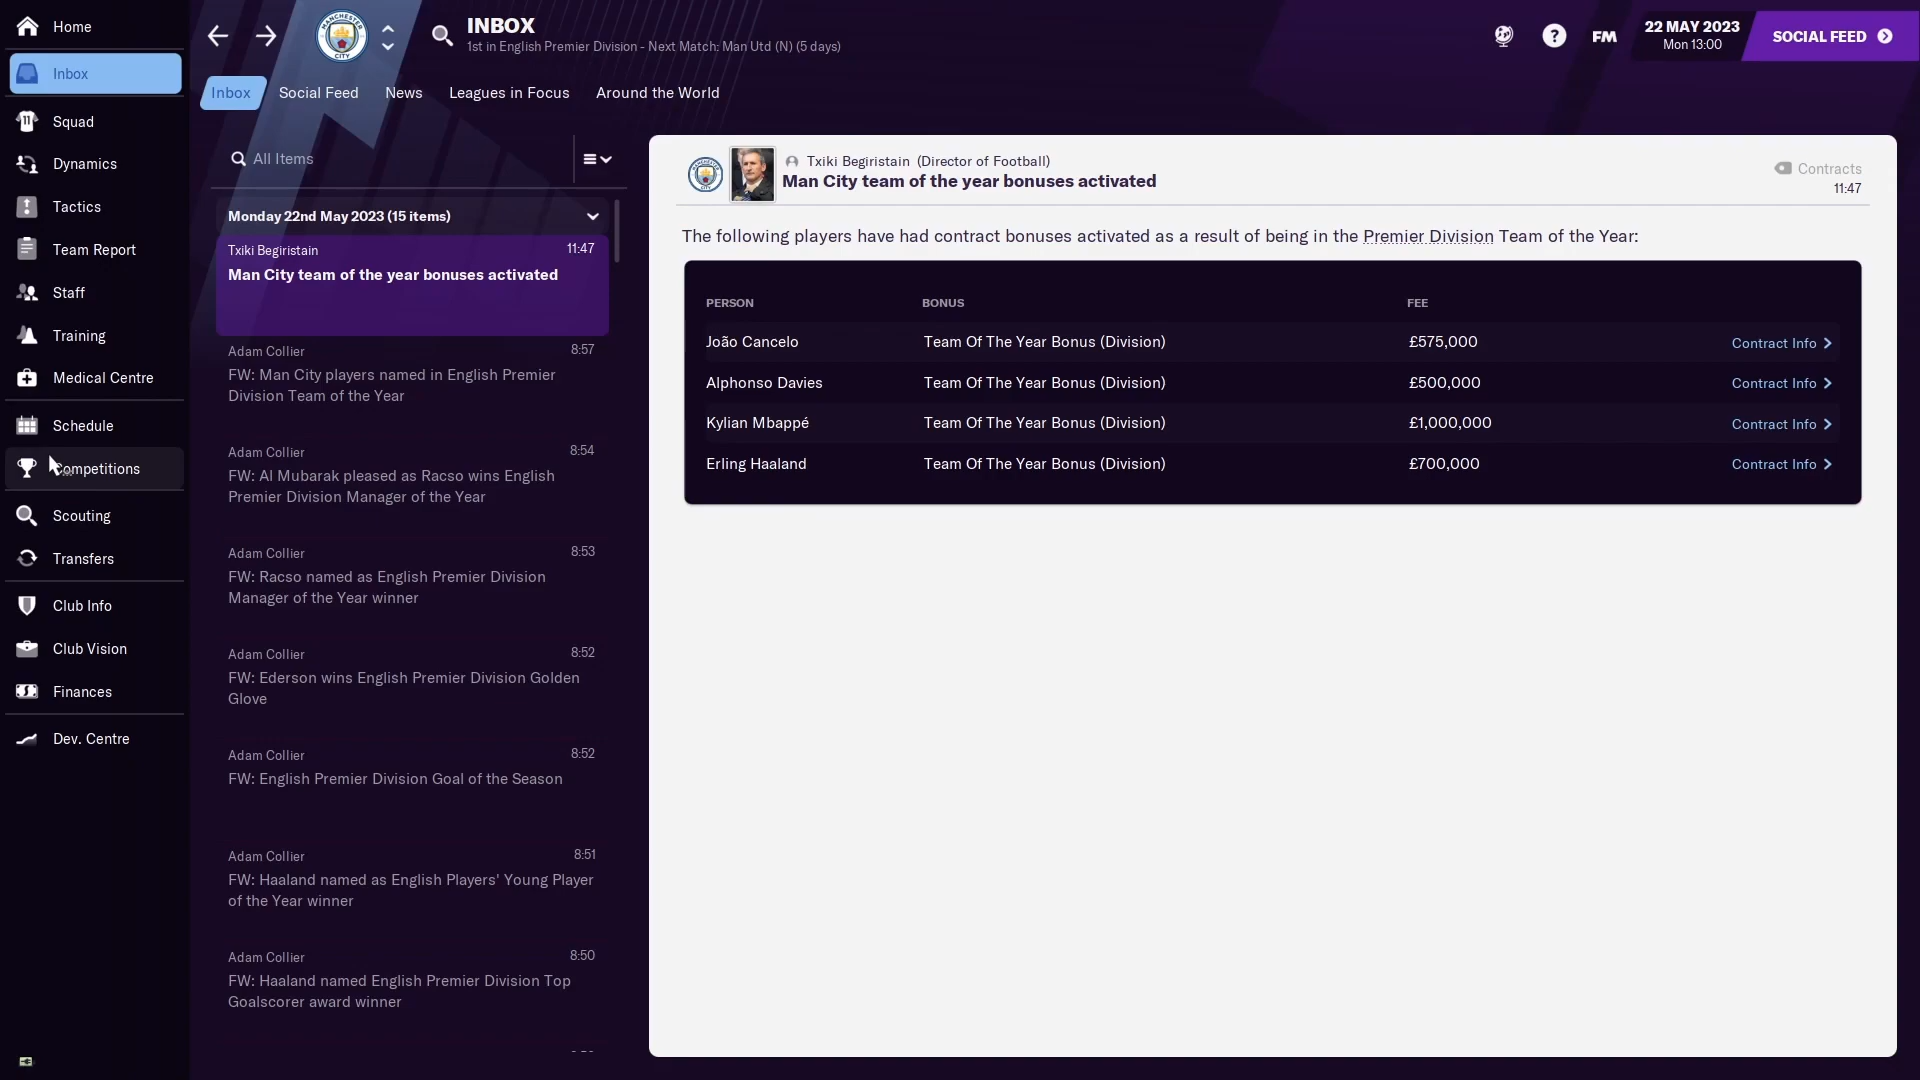 Home
Inbox
Squad
Dynamics
Tactics
Team Report
Staff
Training
Medical Centre
Schedule
Competitions
Scouting
Transfers
Club Info
Club Vision
Finances
Dev. Centre
INBOX
1st in English Premier Division - Next Match: Man Utd (N) (5 days)
FM
22 MAY 2023
Mon 13:00
SOCIAL FEED
Inbox Social Feed News Leagues in Focus Around the World
All Items
Monday 22nd May 2023 (15 items)
Txiki Begiristain 11:47
Man City team of the year bonuses activated
Adam Collier 8:57
FW: Man City players named in English Premier
Division Team of the Year
Adam Collier 8:54
FW: Al Mubarak pleased as Racso wins English
Premier Division Manager of the Year
Adam Collier 8:53
FW: Racso named as English Premier Division
Manager of the Year winner
Adam Collier 8:52
FW: Ederson wins English Premier Division Golden
Glove
Adam Collier 8:52
FW: English Premier Division Goal of the Season
Adam Collier 8:51
FW: Haaland named as English Players' Young Player
of the Year winner
Adam Collier 8:50
FW: Haaland named English Premier Division Top
Goalscorer award winner
Txiki Begiristain (Director of Football)
Man City team of the year bonuses activated
Contracts
11:47
The following players have had contract bonuses activated as a result of being in the Premier Division Team of the Year:
PERSON BONUS FEE
João Cancelo Team Of The Year Bonus (Division) £575,000 Contract Info
Alphonso Davies Team Of The Year Bonus (Division) £500,000 Contract Info
Kylian Mbappé Team Of The Year Bonus (Division) £1,000,000 Contract Info
Erling Haaland Team Of The Year Bonus (Division) £700,000 Contract Info